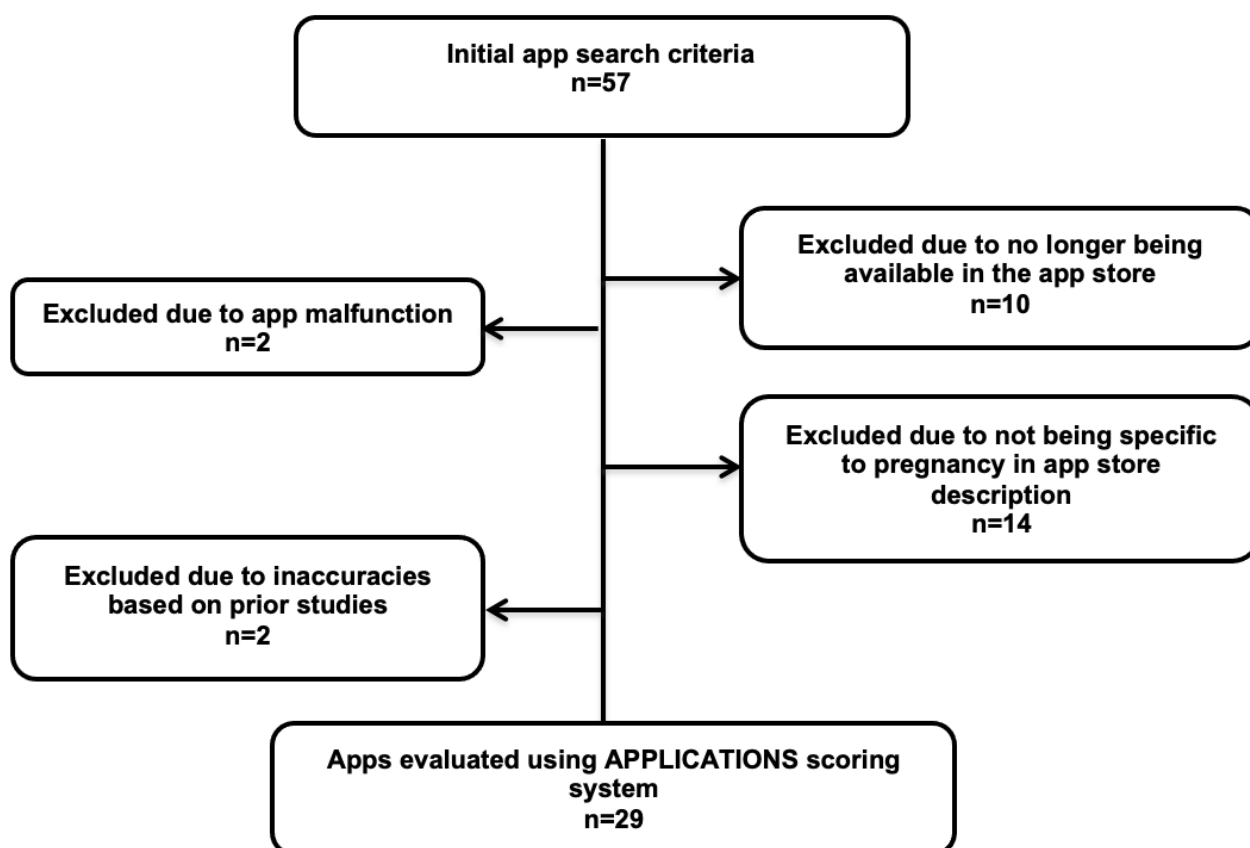 Initial app search criteria
n=57
Excluded due to no longer being
available in the app store
n=10
Excluded due to app malfunction
n=2
Excluded due to not being specific
to pregnancy in app store
description
n=14
Excluded due to inaccuracies
based on prior studies
n=2
Apps evaluated using APPLICATIONS scoring
system
n=29